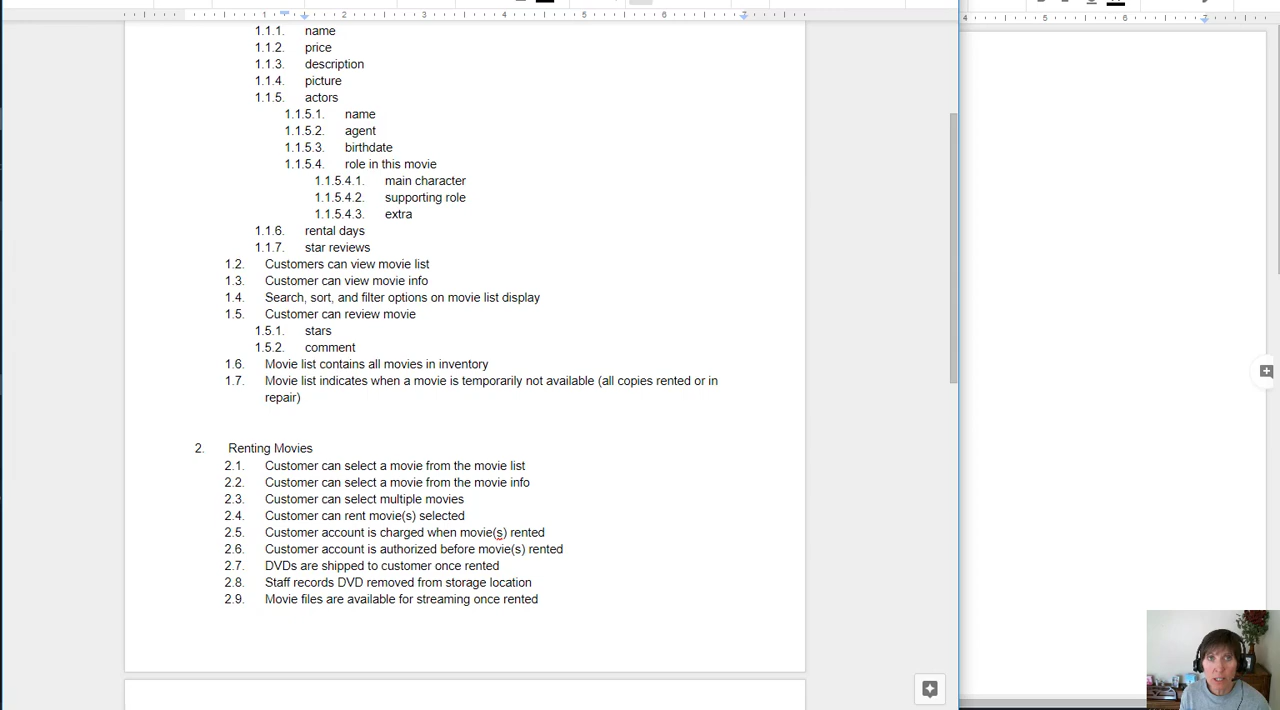 1 2 3 4 5 6 7
4 5 6 7
1.1.1. name
1.1.2. price
1.1.3. description
1.1.4. picture
1.1.5. actors
1.1.5.1. name
1.1.5.2. agent
1.1.5.3. birthdate
1.1.5.4. role in this movie
1.1.5.4.1. main character
1.1.5.4.2. supporting role
1.1.5.4.3. extra
1.1.6. rental days
1.1.7. star reviews
1.2. Customers can view movie list
1.3. Customer can view movie info
1.4. Search, sort, and filter options on movie list display
1.5. Customer can review movie
1.5.1. stars
1.5.2. comment
1.6. Movie list contains all movies in inventory
1.7. Movie list indicates when a movie is temporarily not available (all copies rented or in
repair)
2. Renting Movies
2.1. Customer can select a movie from the movie list
2.2. Customer can select a movie from the movie info
2.3. Customer can select multiple movies
2.4. Customer can rent movie(s) selected
2.5. Customer account is charged when movie(s) rented
2.6. Customer account is authorized before movie(s) rented
2.7. DVDs are shipped to customer once rented
2.8. Staff records DVD removed from storage location
2.9. Movie files are available for streaming once rented